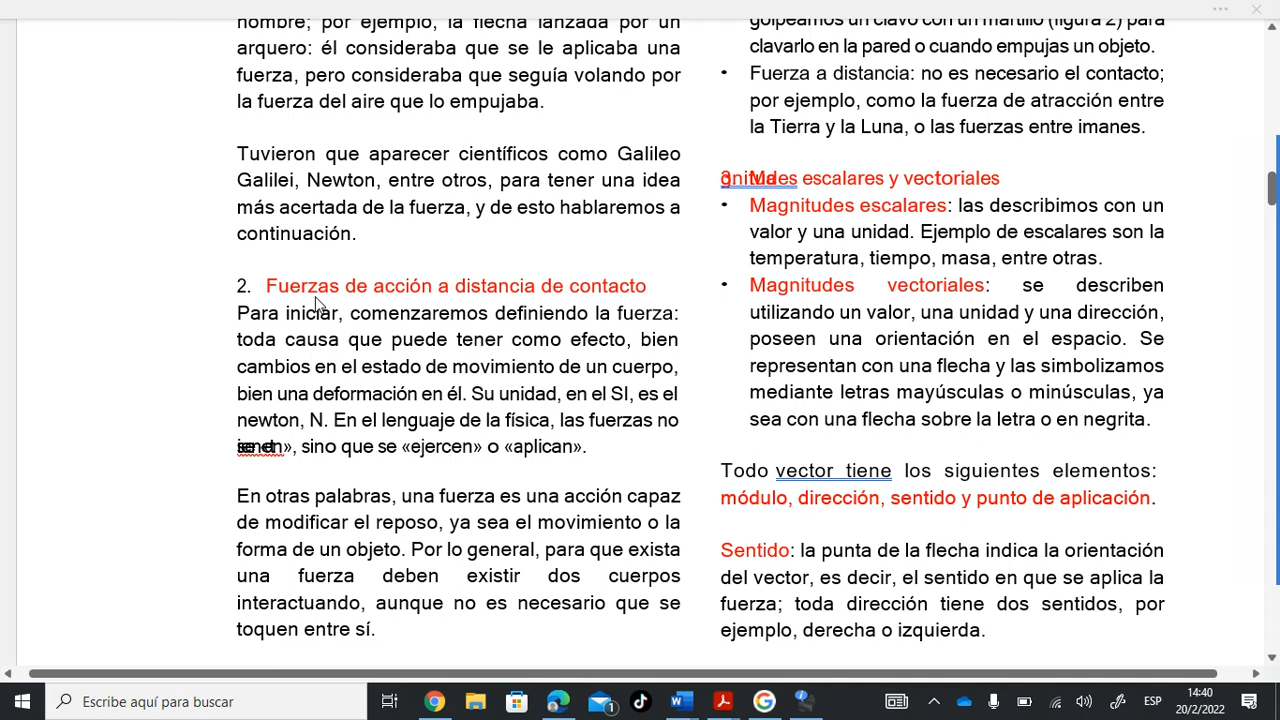 nombre; por ejemplo, la flecha lanzada por un
arquero: él consideraba que se le aplicaba una
fuerza, pero consideraba que seguía volando por
la fuerza del aire que lo empujaba.
Tuvieron que aparecer científicos como Galileo
Galilei, Newton, entre otros, para tener una idea
más acertada de la fuerza, y de esto hablaremos a
continuación.
2. Fuerzas de acción a distancia de contacto
Para iniciar, comenzaremos definiendo la fuerza:
toda causa que puede tener como efecto, bien
cambios en el estado de movimiento de un cuerpo,
bien una deformación en él. Su unidad, en el SI, es el
newton, N. En el lenguaje de la física, las fuerzas no
», sino que se «ejercen» o «aplican».
En otras palabras, una fuerza es una acción capaz
de modificar el reposo, ya sea el movimiento o la
forma de un objeto. Por lo general, para que exista
una fuerza deben existir dos cuerpos
interactuando, aunque no es necesario que se
toquen entre sí.
golpeamos un clavo con un martillo (figura 2) para
clavarlo en la pared o cuando empujas un objeto.
• Fuerza a distancia: no es necesario el contacto;
por ejemplo, como la fuerza de atracción entre
la Tierra y la Luna, o las fuerzas entre imanes.
escalares y vectoriales
• Magnitudes escalares: las describimos con un
valor y una unidad. Ejemplo de escalares son la
temperatura, tiempo, masa, entre otras.
• Magnitudes vectoriales: se describen
utilizando un valor, una unidad y una dirección,
poseen una orientación en el espacio. Se
representan con una flecha y las simbolizamos
mediante letras mayúsculas o minúsculas, ya
sea con una flecha sobre la letra o en negrita.
Todo vector tiene los siguientes elementos:
módulo, dirección, sentido y punto de aplicación.
Sentido: la punta de la flecha indica la orientación
del vector, es decir, el sentido en que se aplica la
fuerza; toda dirección tiene dos sentidos, por
ejemplo, derecha o izquierda.
Escribe aquí para buscar
1
ESP
14:40
20/2/2022